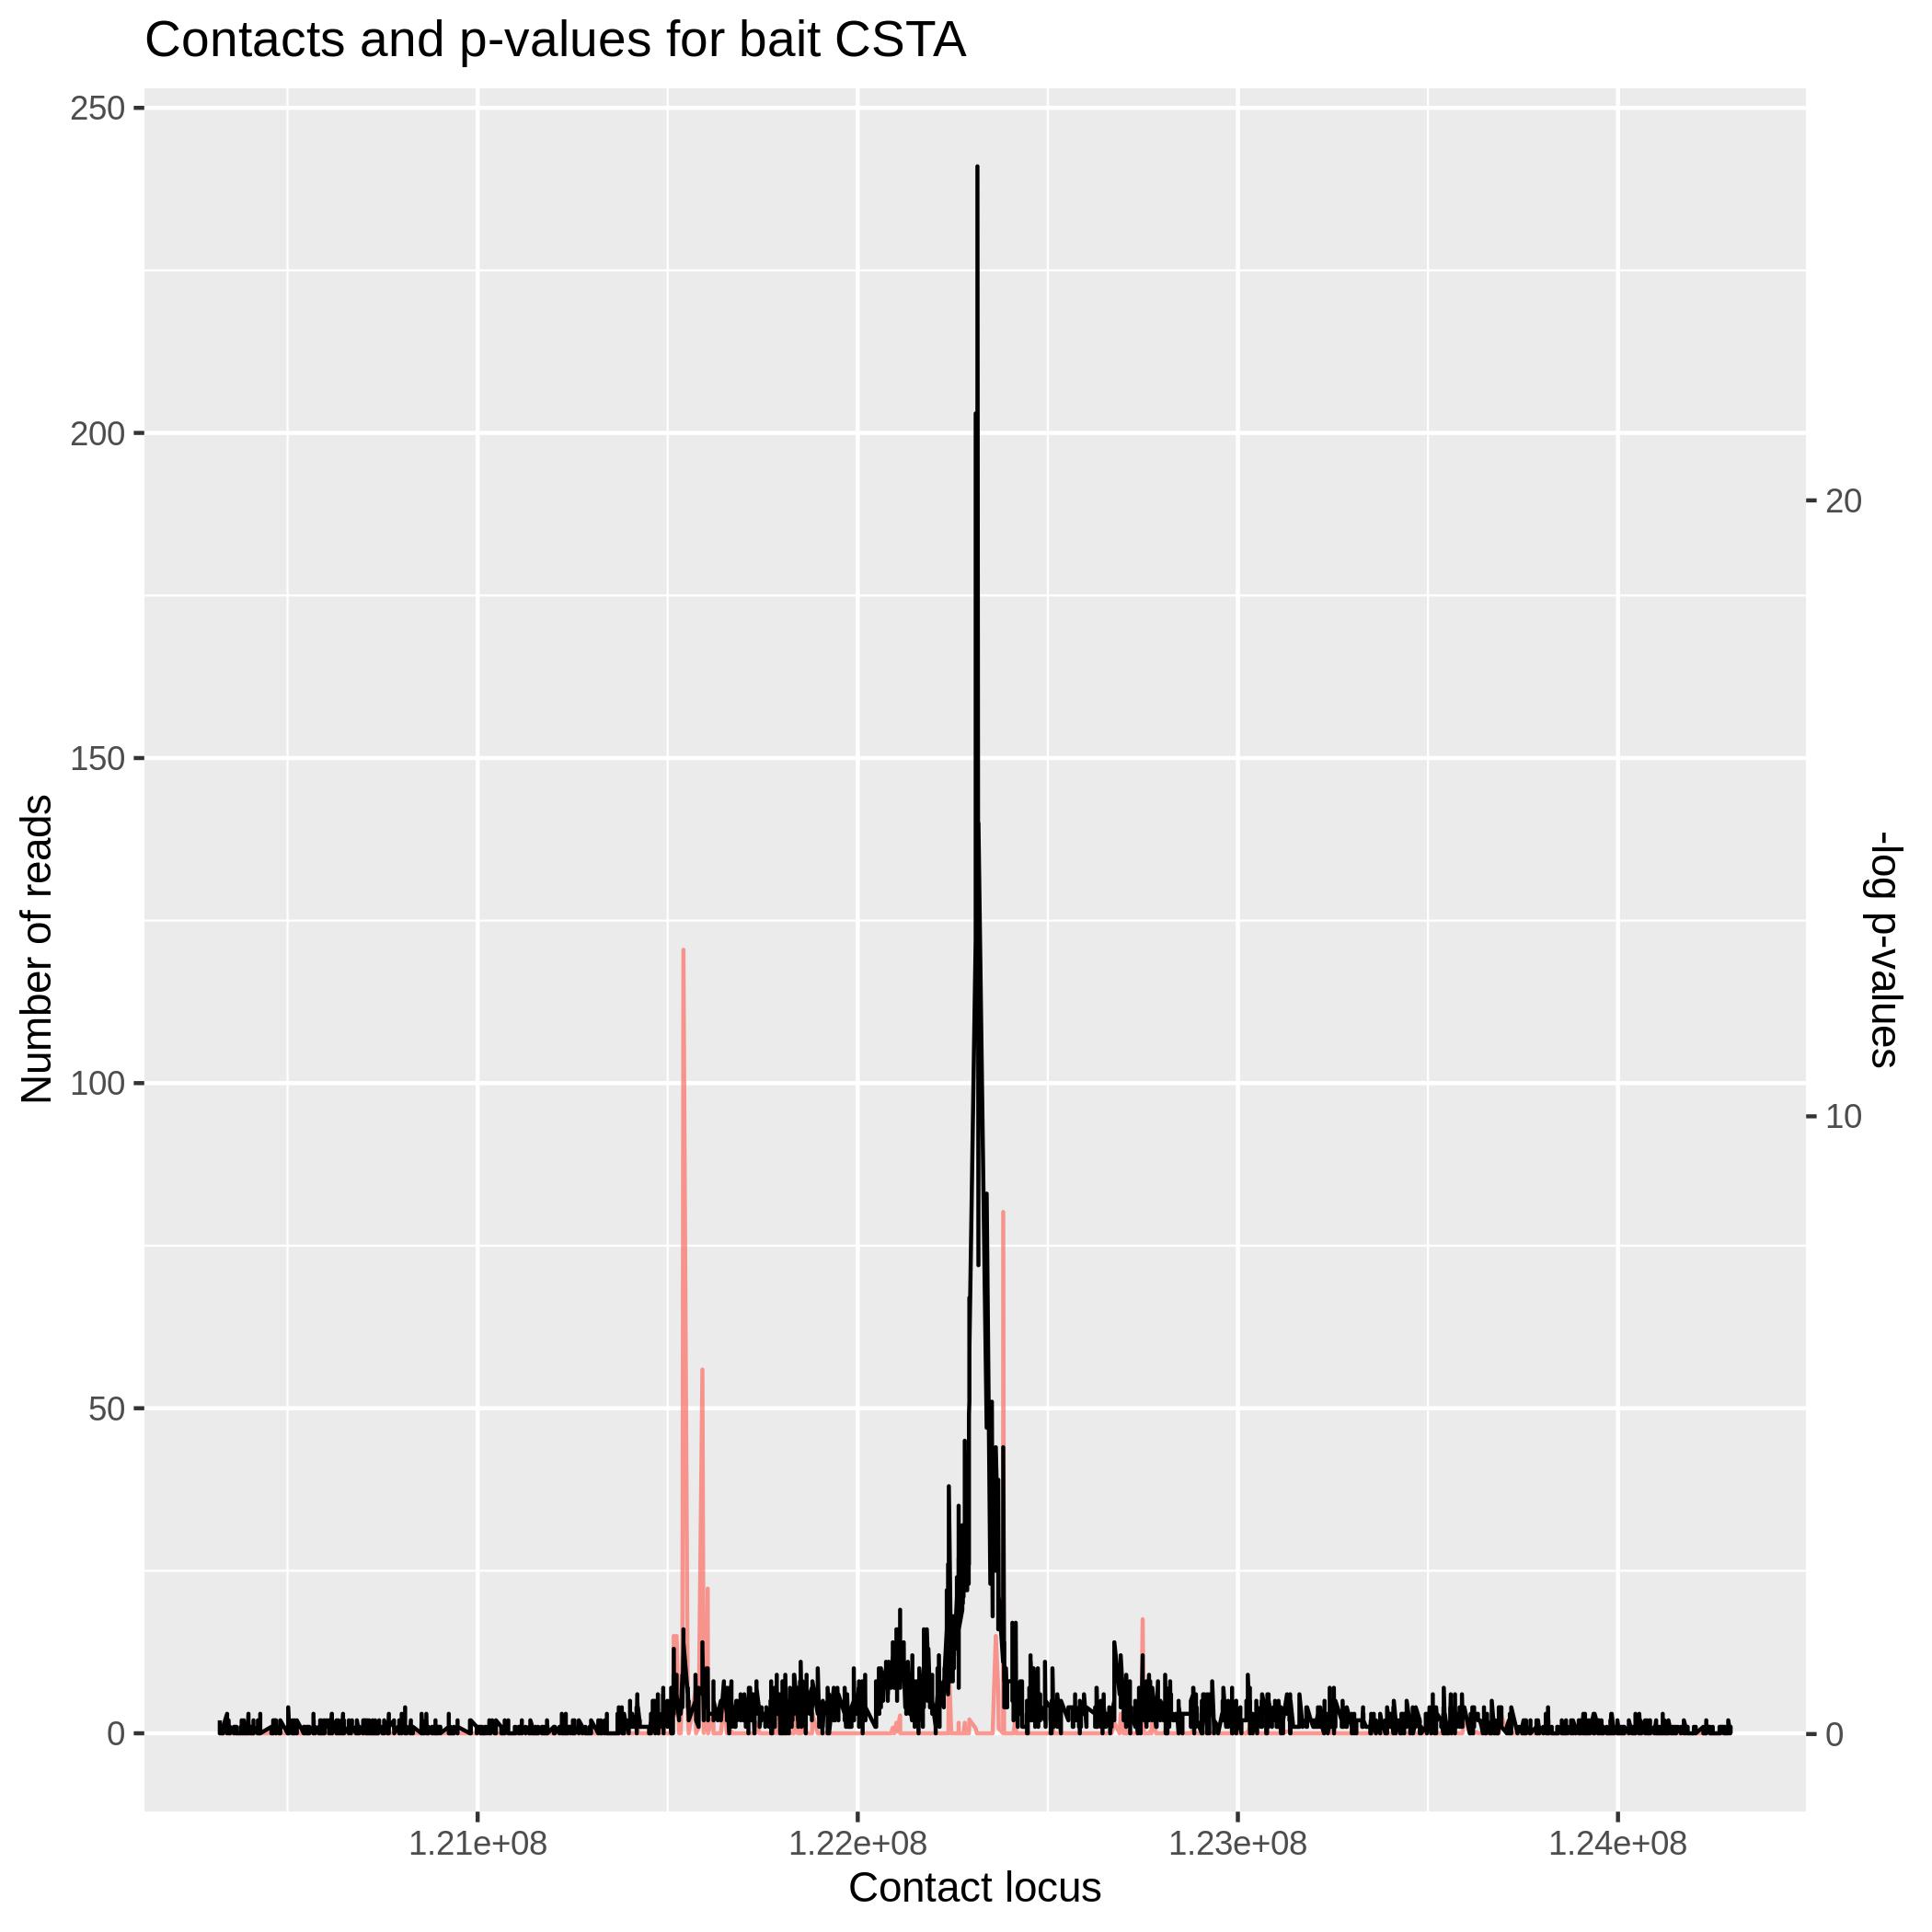 Contacts and p-values for bait CSTA
250
200
150
100
50
0
Number of reads
20
10
0
-log p-values
1.21e+08
1.22e+08
1.23e+08
1.24e+08
Contact locus